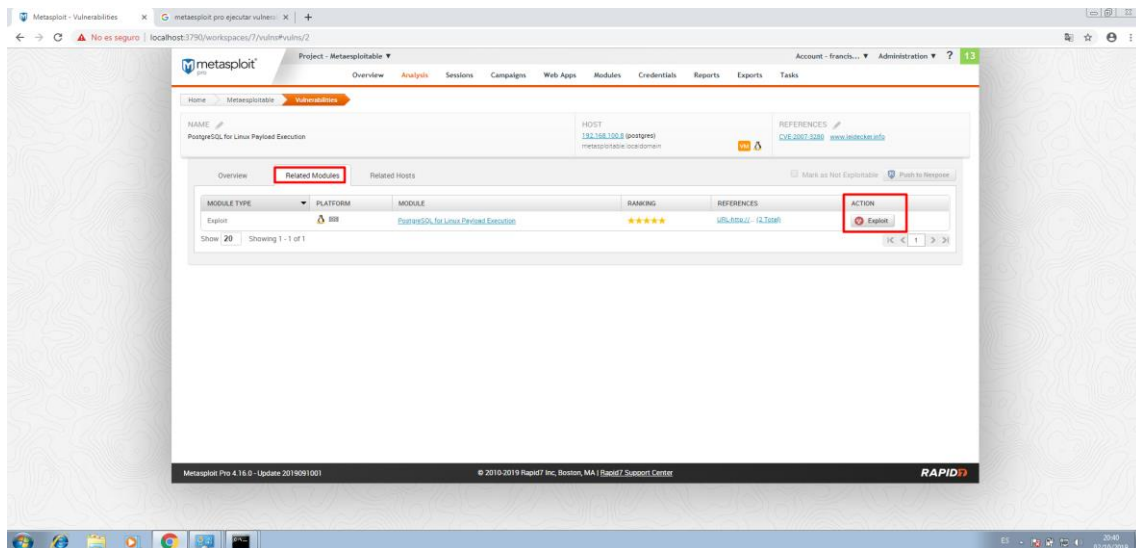 Metasploit - Vulnerabilities
metaesploit pro ejecutar vulnera
No es seguro | localhost:3790/workspaces/7/vulns#vulns/2
metasploit
pro
Project - Metaesploitable
Account - francis... Administration ? 13
Overview Analysis Sessions Campaigns Web Apps Modules Credentials Reports Exports Tasks
Home Metaesploitable Vulnerabilities
NAME
PostgreSQL for Linux Payload Execution
HOST
192.168.100.8 (postgres)
metasploitable.localdomain
VM
REFERENCES
CVE-2007-3280 www.leidecker.info
Overview Related Modules Related Hosts
Mark as Not Exploitable Push to Nexpose
MODULE TYPE PLATFORM MODULE RANKING REFERENCES ACTION
Exploit PostgreSQL for Linux Payload Execution URL-http://... (2 Total) Exploit
Show 20 Showing 1 - 1 of 1
1
Metasploit Pro 4.16.0 - Update 2019091001
© 2010-2019 Rapid7 Inc, Boston, MA | Rapid7 Support Center
RAPID7
ES
20:40
02/10/2019